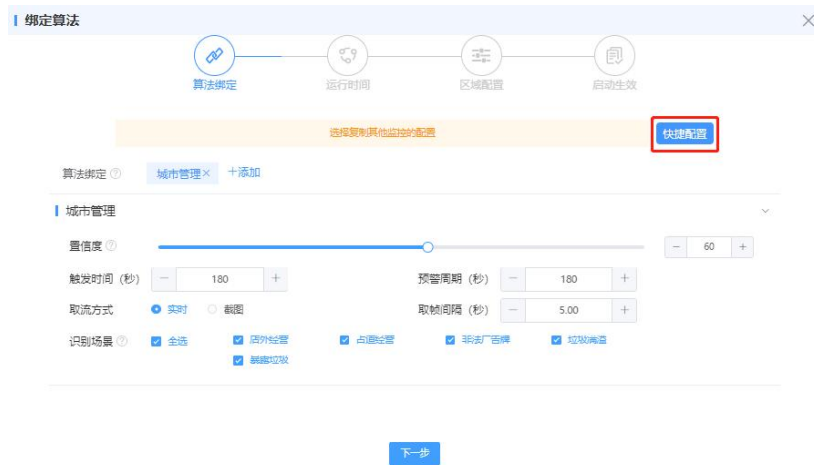 绑定算法
算法绑定 运行时间 区域配置 启动生效
选择复制其他监控的配置 快捷配置
算法绑定 城市管理× +添加
城市管理
置信度 − 60 +
触发时间（秒） − 180 + 预警周期（秒） − 180 +
取流方式 实时 截图 取帧间隔（秒） − 5.00 +
识别场景 全选 店外经营 占道经营 非法广告牌 垃圾满溢
暴露垃圾
下一步